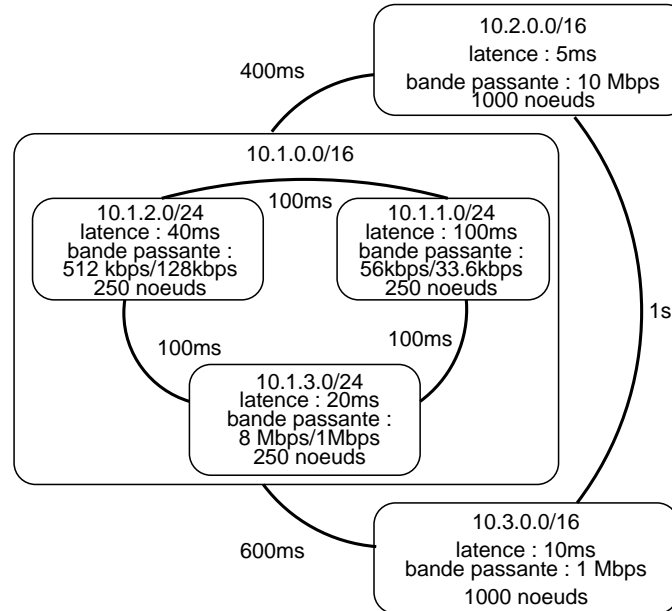 10.2.0.0/16
latence : 5ms
bande passante : 10 Mbps
1000 noeuds
400ms
10.1.0.0/16
100ms
10.1.2.0/24
latence : 40ms
bande passante :
512 kbps/128kbps
250 noeuds
10.1.1.0/24
latence : 100ms
bande passante :
56kbps/33.6kbps
250 noeuds
1s
100ms
100ms
10.1.3.0/24
latence : 20ms
bande passante :
8 Mbps/1Mbps
250 noeuds
600ms
10.3.0.0/16
latence : 10ms
bande passante : 1 Mbps
1000 noeuds